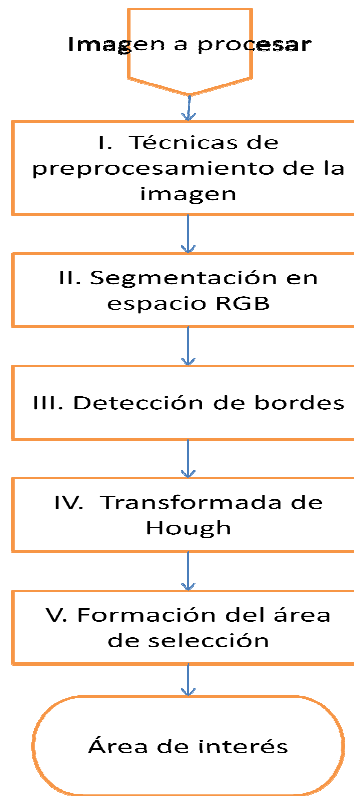 Imagen a procesar
I. Técnicas de
preprocesamiento de la
imagen
II. Segmentación en
espacio RGB
III. Detección de bordes
IV. Transformada de
Hough
V. Formación del área
de selección
Área de interés